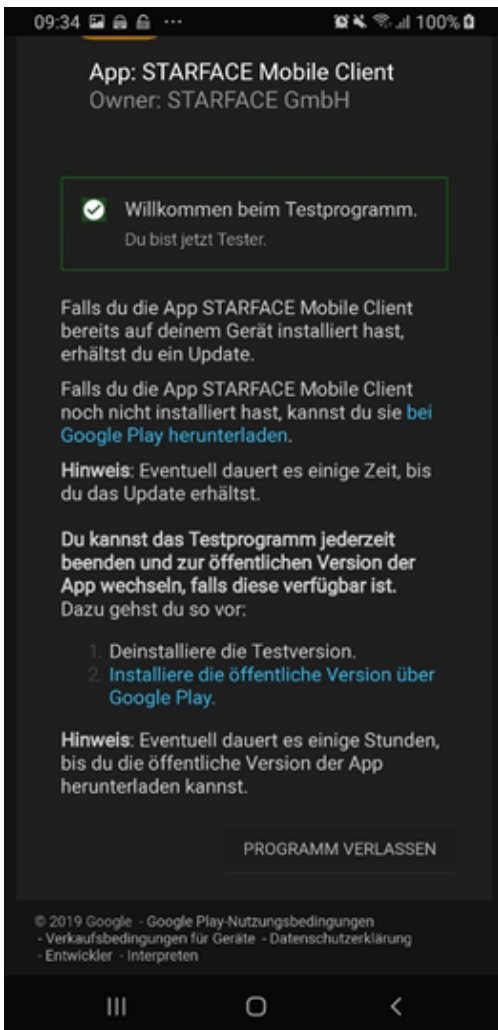 09:34
100%
App: STARFACE Mobile Client
Owner: STARFACE GmbH
Willkommen beim Testprogramm.
Du bist jetzt Tester.
Falls du die App STARFACE Mobile Client
bereits auf deinem Gerät installiert hast,
erhältst du ein Update.
Falls du die App STARFACE Mobile Client
noch nicht installiert hast, kannst du sie bei
Google Play herunterladen.
Hinweis: Eventuell dauert es einige Zeit, bis
du das Update erhältst.
Du kannst das Testprogramm jederzeit
beenden und zur öffentlichen Version der
App wechseln, falls diese verfügbar ist.
Dazu gehst du so vor:
1. Deinstalliere die Testversion.
2. Installiere die öffentliche Version über
Google Play.
Hinweis: Eventuell dauert es einige Stunden,
bis du die öffentliche Version der App
herunterladen kannst.
PROGRAMM VERLASSEN
© 2019 Google - Google Play-Nutzungsbedingungen
- Verkaufsbedingungen für Geräte - Datenschutzerklärung
- Entwickler - Interpreten